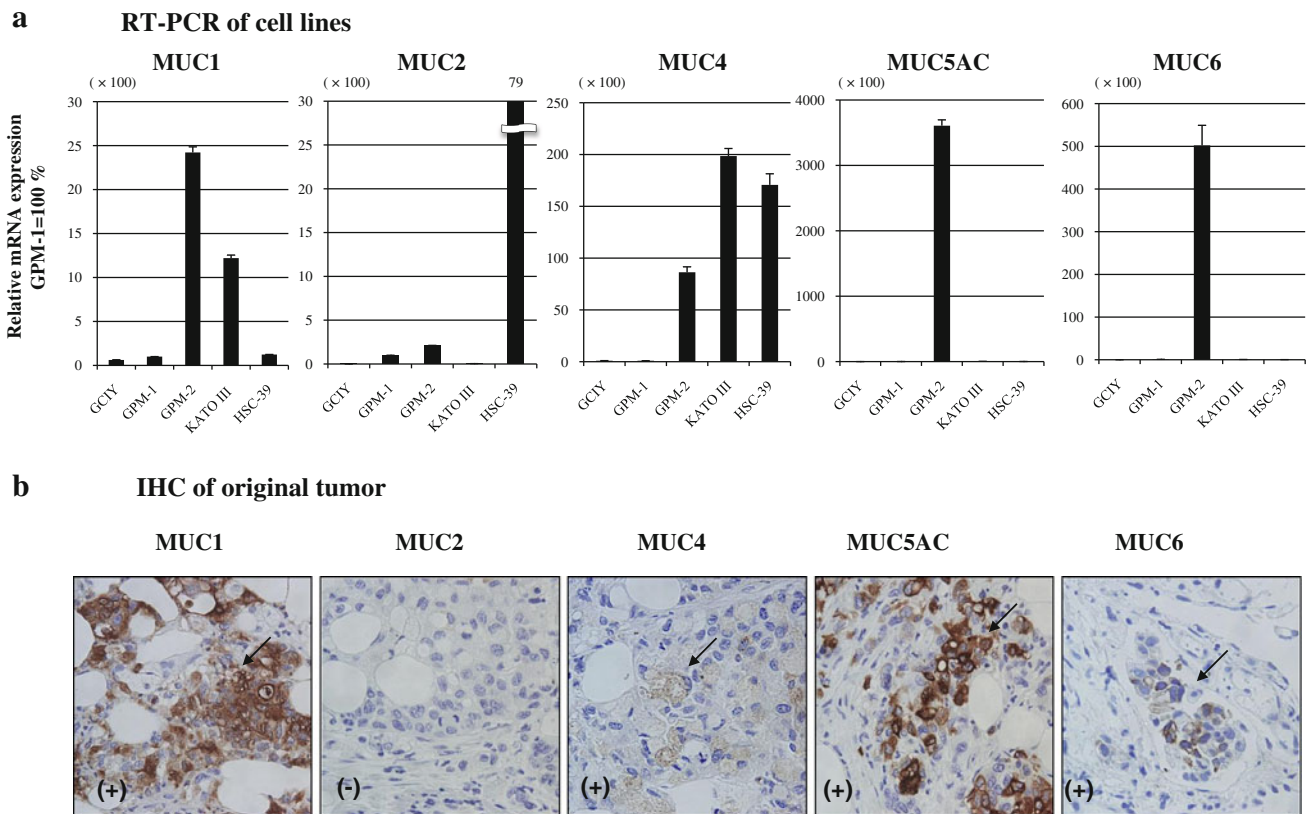 a RT-PCR of cell lines
MUC1 MUC2 MUC4 MUC5AC MUC6
( × 100) ( × 100) 79 ( × 100) ( × 100) ( × 100)
Relative mRNA expression
GPM-1=100 %
30
25
20
15
10
5
0
GCIY GPM-1 GPM-2 KATO III HSC-39
30
25
30
25
20
15
10
5
0
GCIY GPM-1 GPM-2 KATO III HSC-39
250
200
150
100
50
0
GCIY GPM-1 GPM-2 KATO III HSC-39
4000
3000
2000
1000
0
GCIY GPM-1 GPM-2 KATO III HSC-39
600
500
400
300
200
100
0
GCIY GPM-1 GPM-2 KATO III HSC-39
b IHC of original tumor
MUC1 MUC2 MUC4 MUC5AC MUC6
(+) (-) (+) (+) (+)